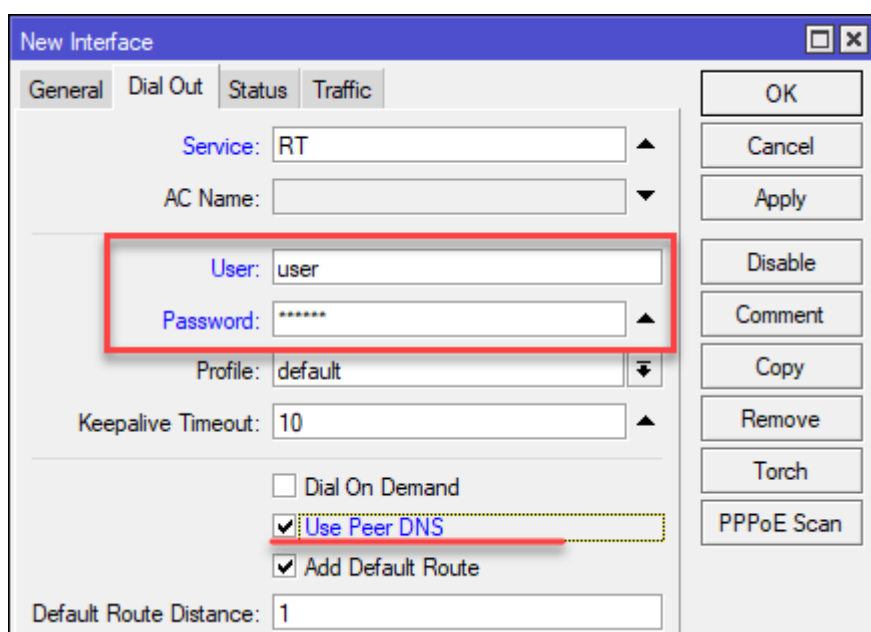 New Interface
General Dial Out Status Traffic
OK
Service: RT
Cancel
AC Name:
Apply
User: user
Disable
Password: ******
Comment
Profile: default
Copy
Keepalive Timeout: 10
Remove
Dial On Demand
Torch
Use Peer DNS
PPPoE Scan
Add Default Route
Default Route Distance: 1